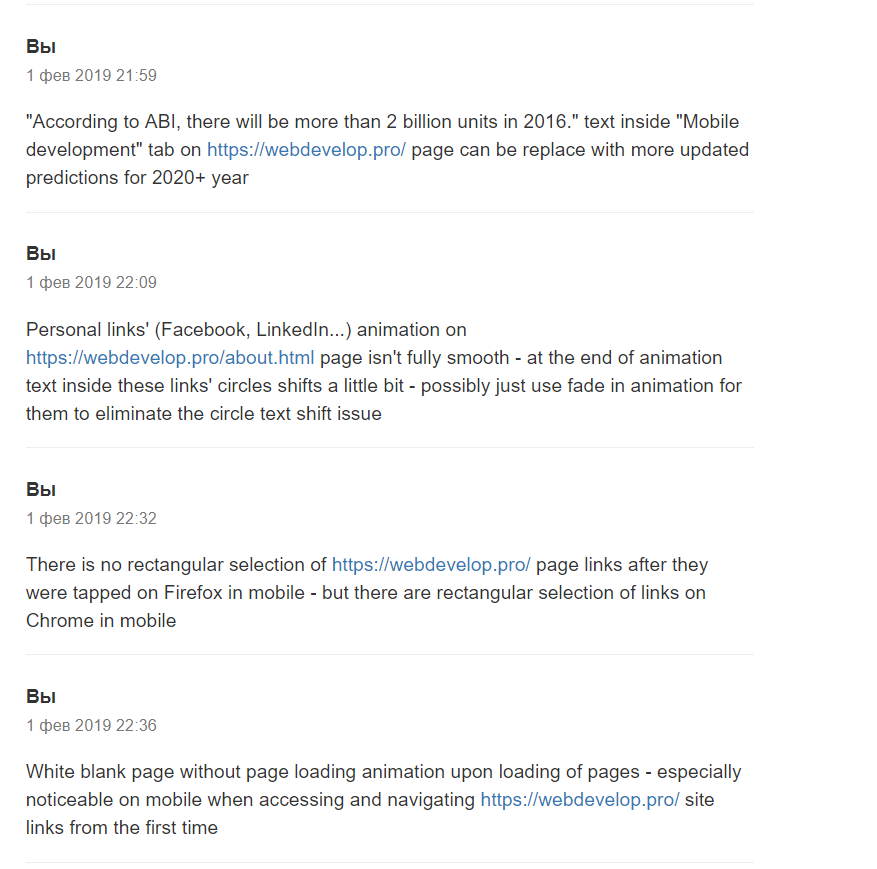 Вы
1 фев 2019 21:59
"According to ABI, there will be more than 2 billion units in 2016." text inside "Mobile
development" tab on https://webdevelop.pro/ page can be replace with more updated
predictions for 2020+ year
Вы
1 фев 2019 22:09
Personal links' (Facebook, LinkedIn...) animation on
https://webdevelop.pro/about.html page isn't fully smooth - at the end of animation
text inside these links' circles shifts a little bit - possibly just use fade in animation for
them to eliminate the circle text shift issue
Вы
1 фев 2019 22:32
There is no rectangular selection of https://webdevelop.pro/ page links after they
were tapped on Firefox in mobile - but there are rectangular selection of links on
Chrome in mobile
Вы
1 фев 2019 22:36
White blank page without page loading animation upon loading of pages - especially
noticeable on mobile when accessing and navigating https://webdevelop.pro/ site
links from the first time